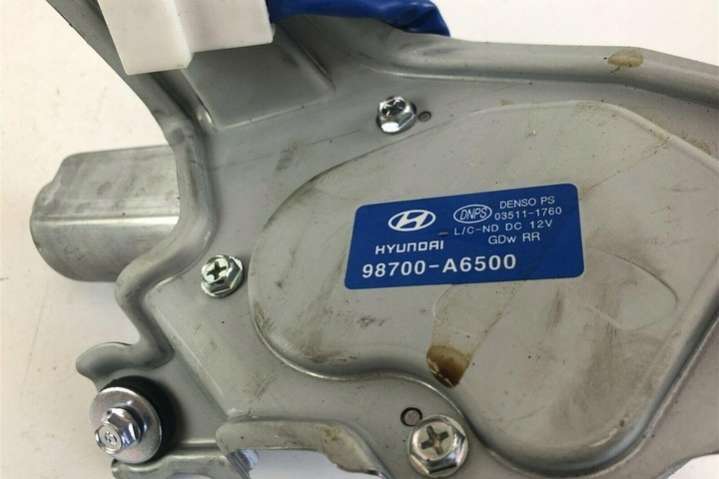 HYUNDAI
DNPS
DENSO PS
03511-1760
L/C-ND DC 12V
GDw RR
98700-A6500